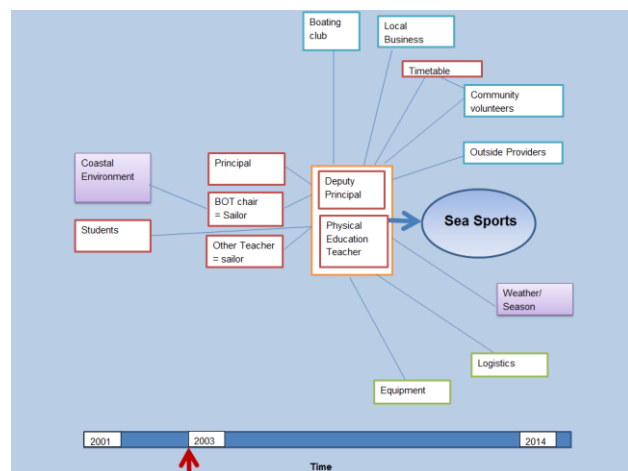 Boating
club
Local
Business
Timetable
Community
volunteers
Coastal
Environment
Principal
Outside Providers
Deputy
Principal
BOT chair
= Sailor
Sea Sports
Students
Physical
Education
Teacher
Other Teacher
= sailor
Weather/
Season
Logistics
Equipment
2001
2003
2014
Time